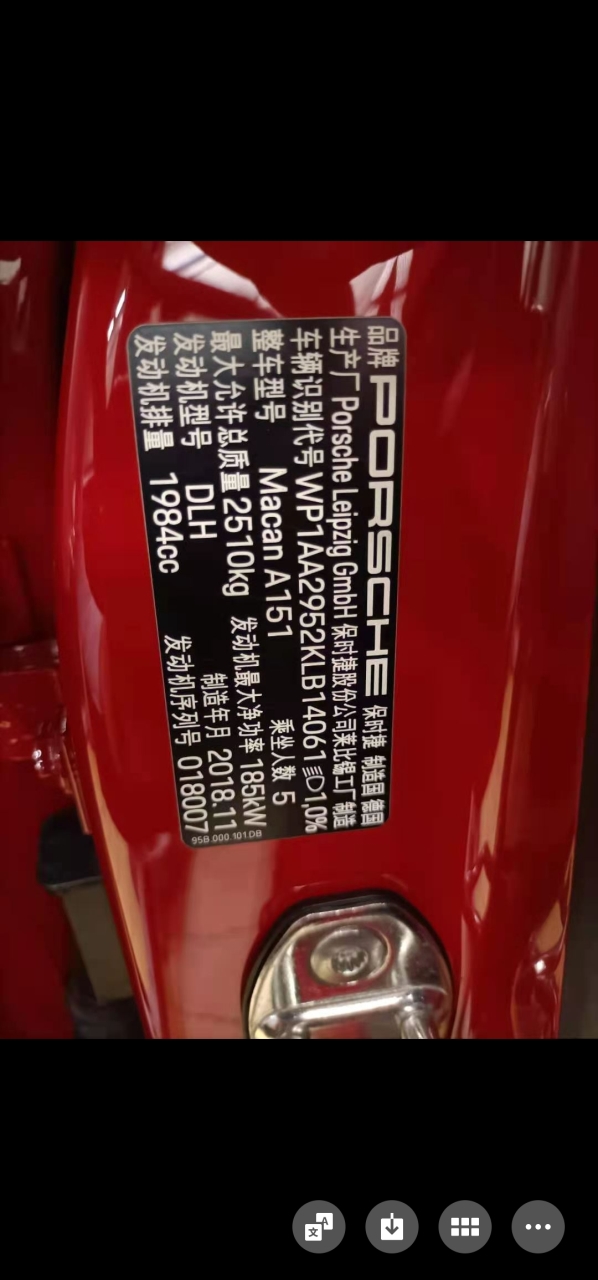 品牌 PORSCHE 保时捷 制造国 德国
生产厂 Porsche Leipzig GmbH 保时捷股份公司莱比锡工厂制造
车辆识别代号 WP1AA2952KLB14061 1,0%
整车型号 Macan A151 乘坐人数 5
最大允许总质量 2510kg 发动机最大净功率 185kW
发动机型号 DLH 制造年月 2018.11
发动机排量 1984cc 发动机序列号 018007
95B.000.101.DB